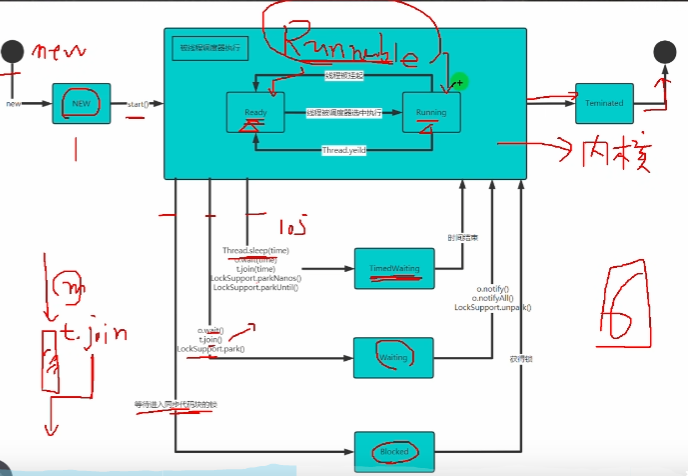 new
Runnable
被线程调度器执行
线程被挂起
new
NEW
start()
Ready
线程被调度器选中执行
Running
Teminated
Thread.yeild
内核
1
10s
Thread.sleep(time)
o.wait(time)
t.join(time)
LockSupport.parkNanos()
LockSupport.parkUntil()
TimedWaiting
时间结束
m
t.join
o.wait()
t.join()
LockSupport.park()
Waiting
o.notify()
o.notifyAll()
LockSupport.unpark()
6
获得锁
等待进入同步代码块的锁
Blocked